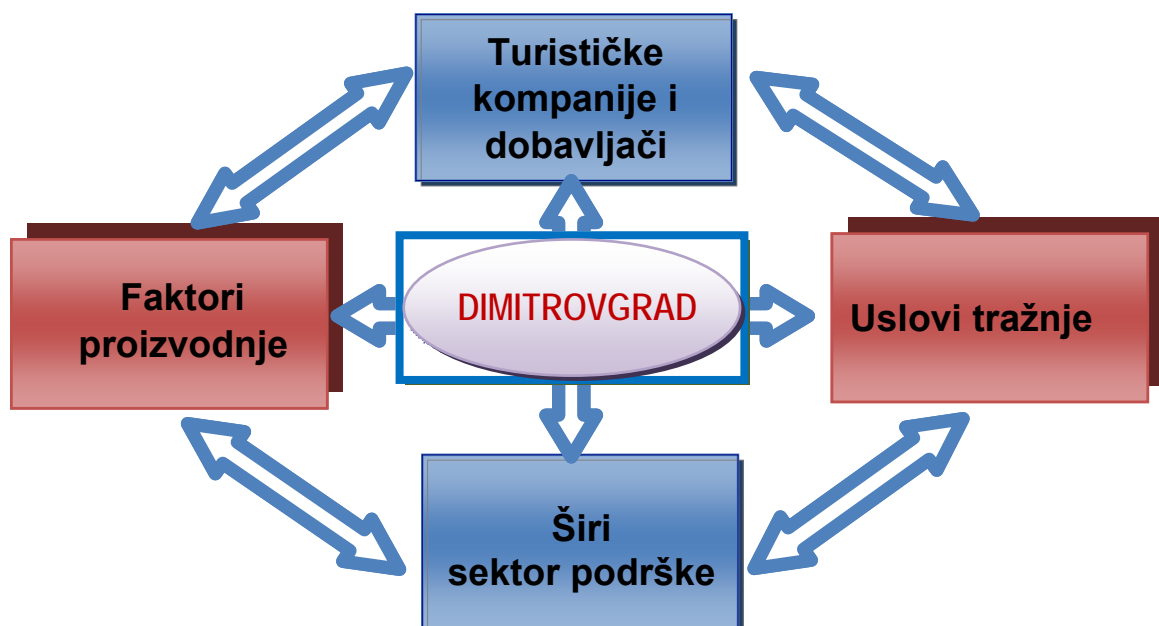 Turističke
kompanije i
dobavljači
Faktori
proizvodnje
DIMITROVGRAD
Uslovi tražnje
Širi
sektor podrške